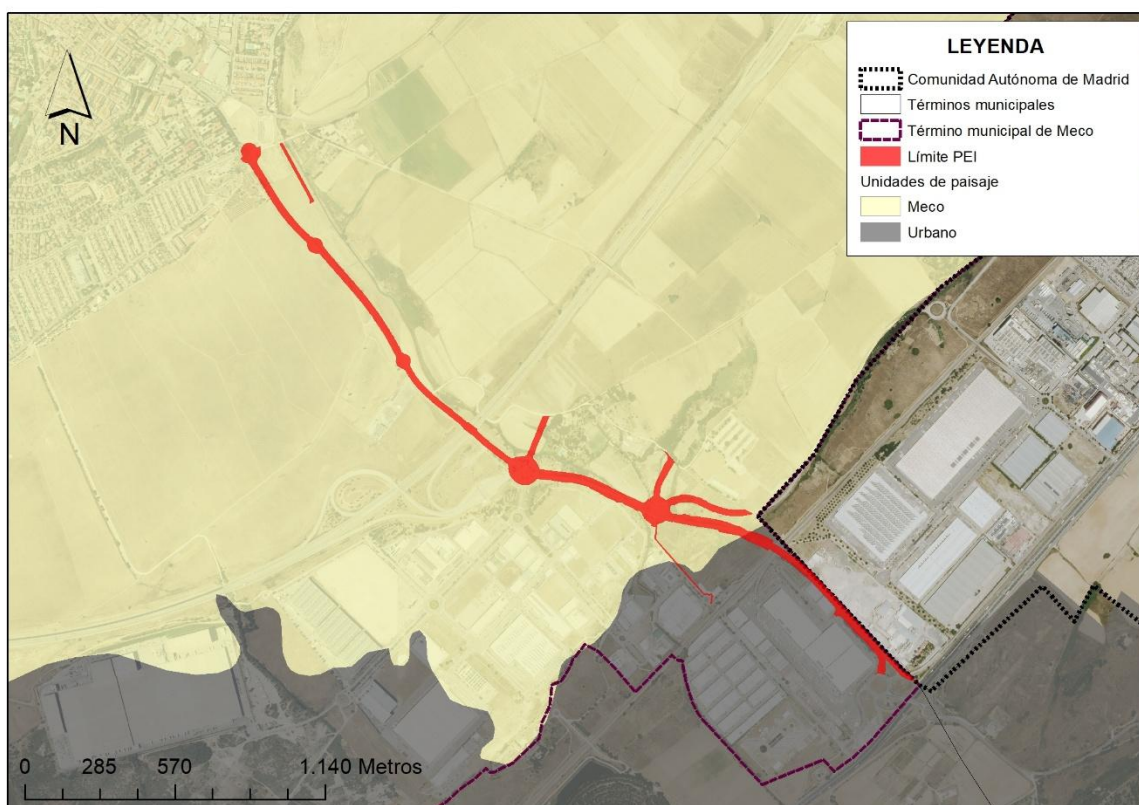 LEYENDA
Comunidad Autónoma de Madrid
Términos municipales
Término municipal de Meco
Límite PEI
Unidades de paisaje
Meco
Urbano
N
0 285 570 1.140 Metros